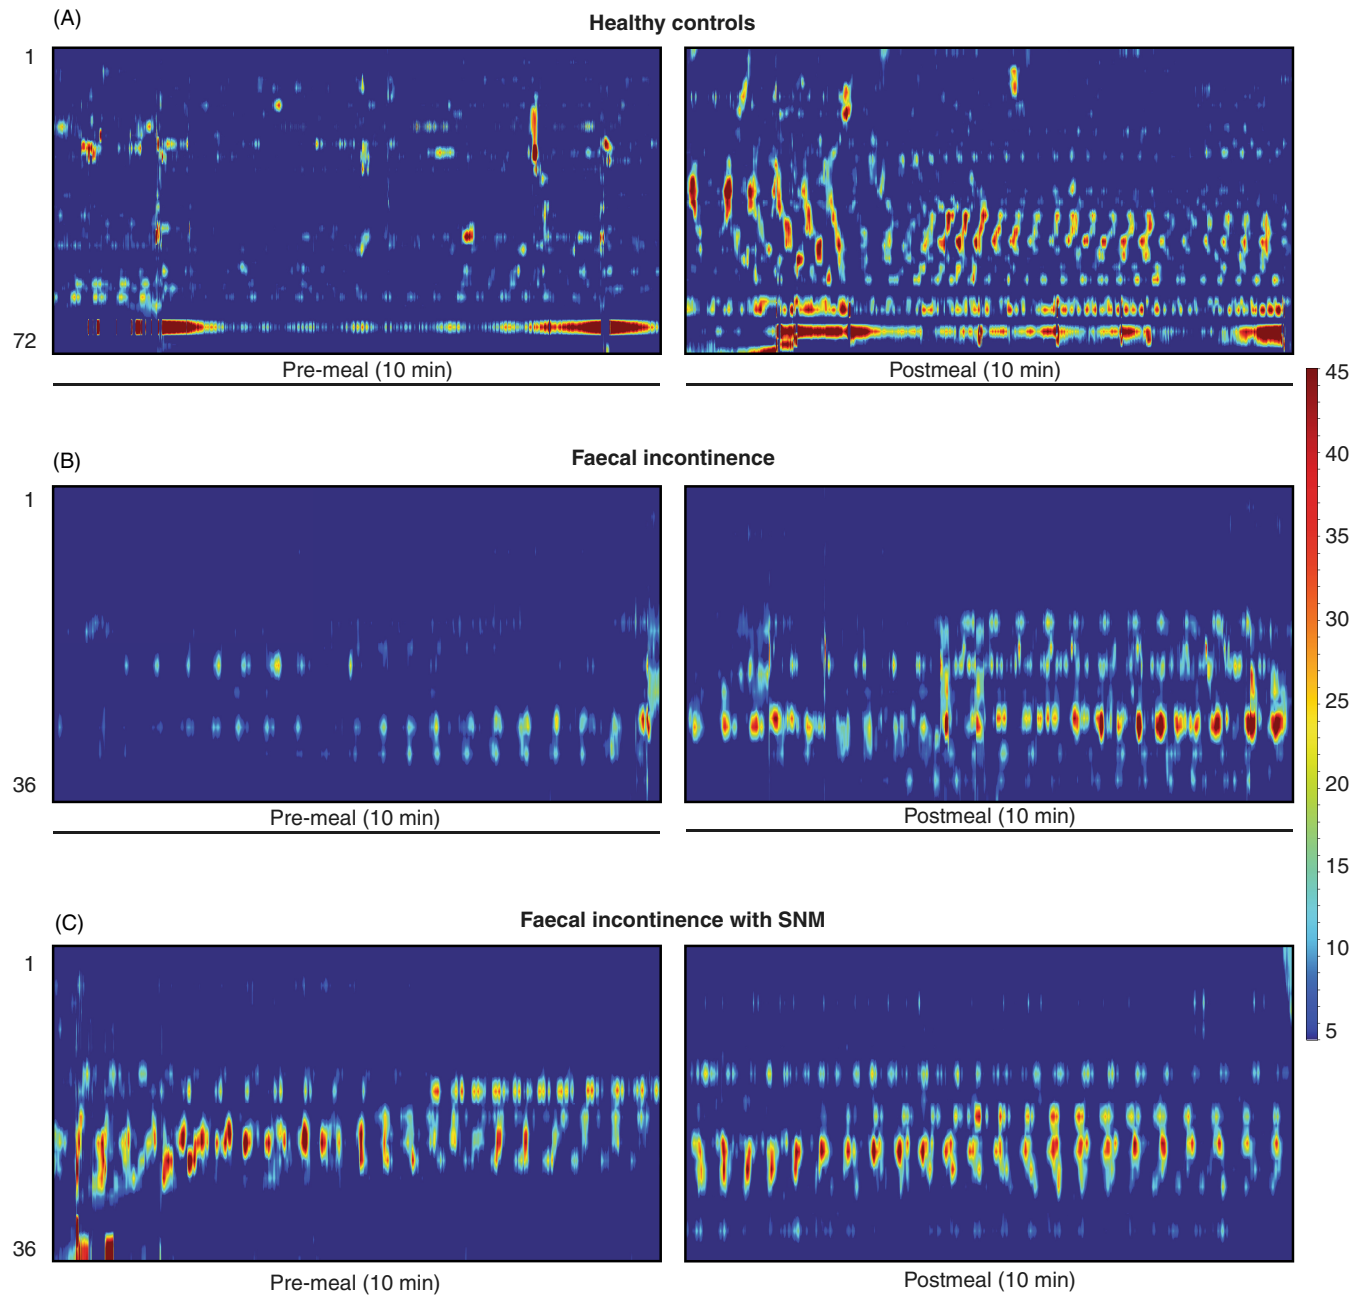 (A)
Healthy controls
1
72
Pre-meal (10 min)
Postmeal (10 min)
45
40
35
30
25
20
15
10
5
(B)
Faecal incontinence
1
36
Pre-meal (10 min)
Postmeal (10 min)
(C)
Faecal incontinence with SNM
1
36
Pre-meal (10 min)
Postmeal (10 min)